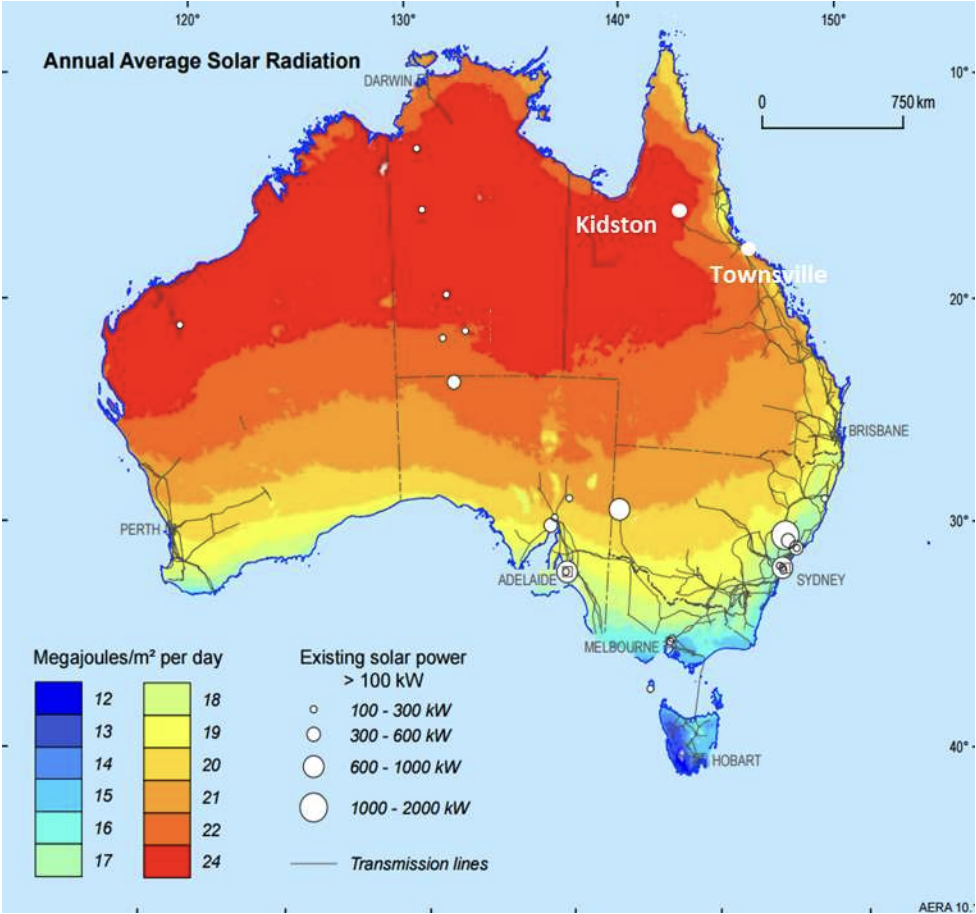 120°
130°
140°
150°
Annual Average Solar Radiation
DARWIN
10°
0
750 km
Kidston
Townsville
20°
BRISBANE
PERTH
30°
ADELAIDE
SYDNEY
MELBOURNE
Megajoules/m² per day
12
13
14
15
16
17
18
19
20
21
22
24
Existing solar power
> 100 kW
100 - 300 kW
300 - 600 kW
600 - 1000 kW
1000 - 2000 kW
Transmission lines
40°
HOBART
AERA 10.